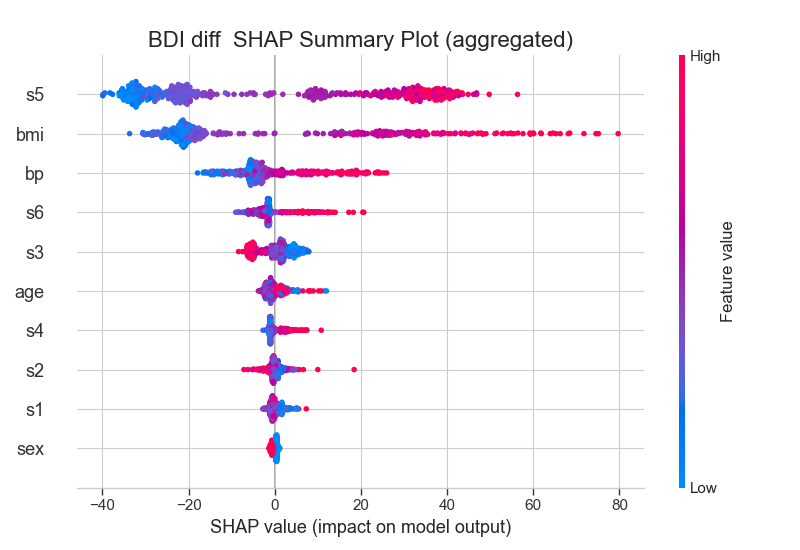 BDI diff  SHAP Summary Plot (aggregated)
High
s5
bmi
bp
s6
s3
age
s4
s2
s1
sex
Feature value
Low
−40
−20
0
20
40
60
80
SHAP value (impact on model output)